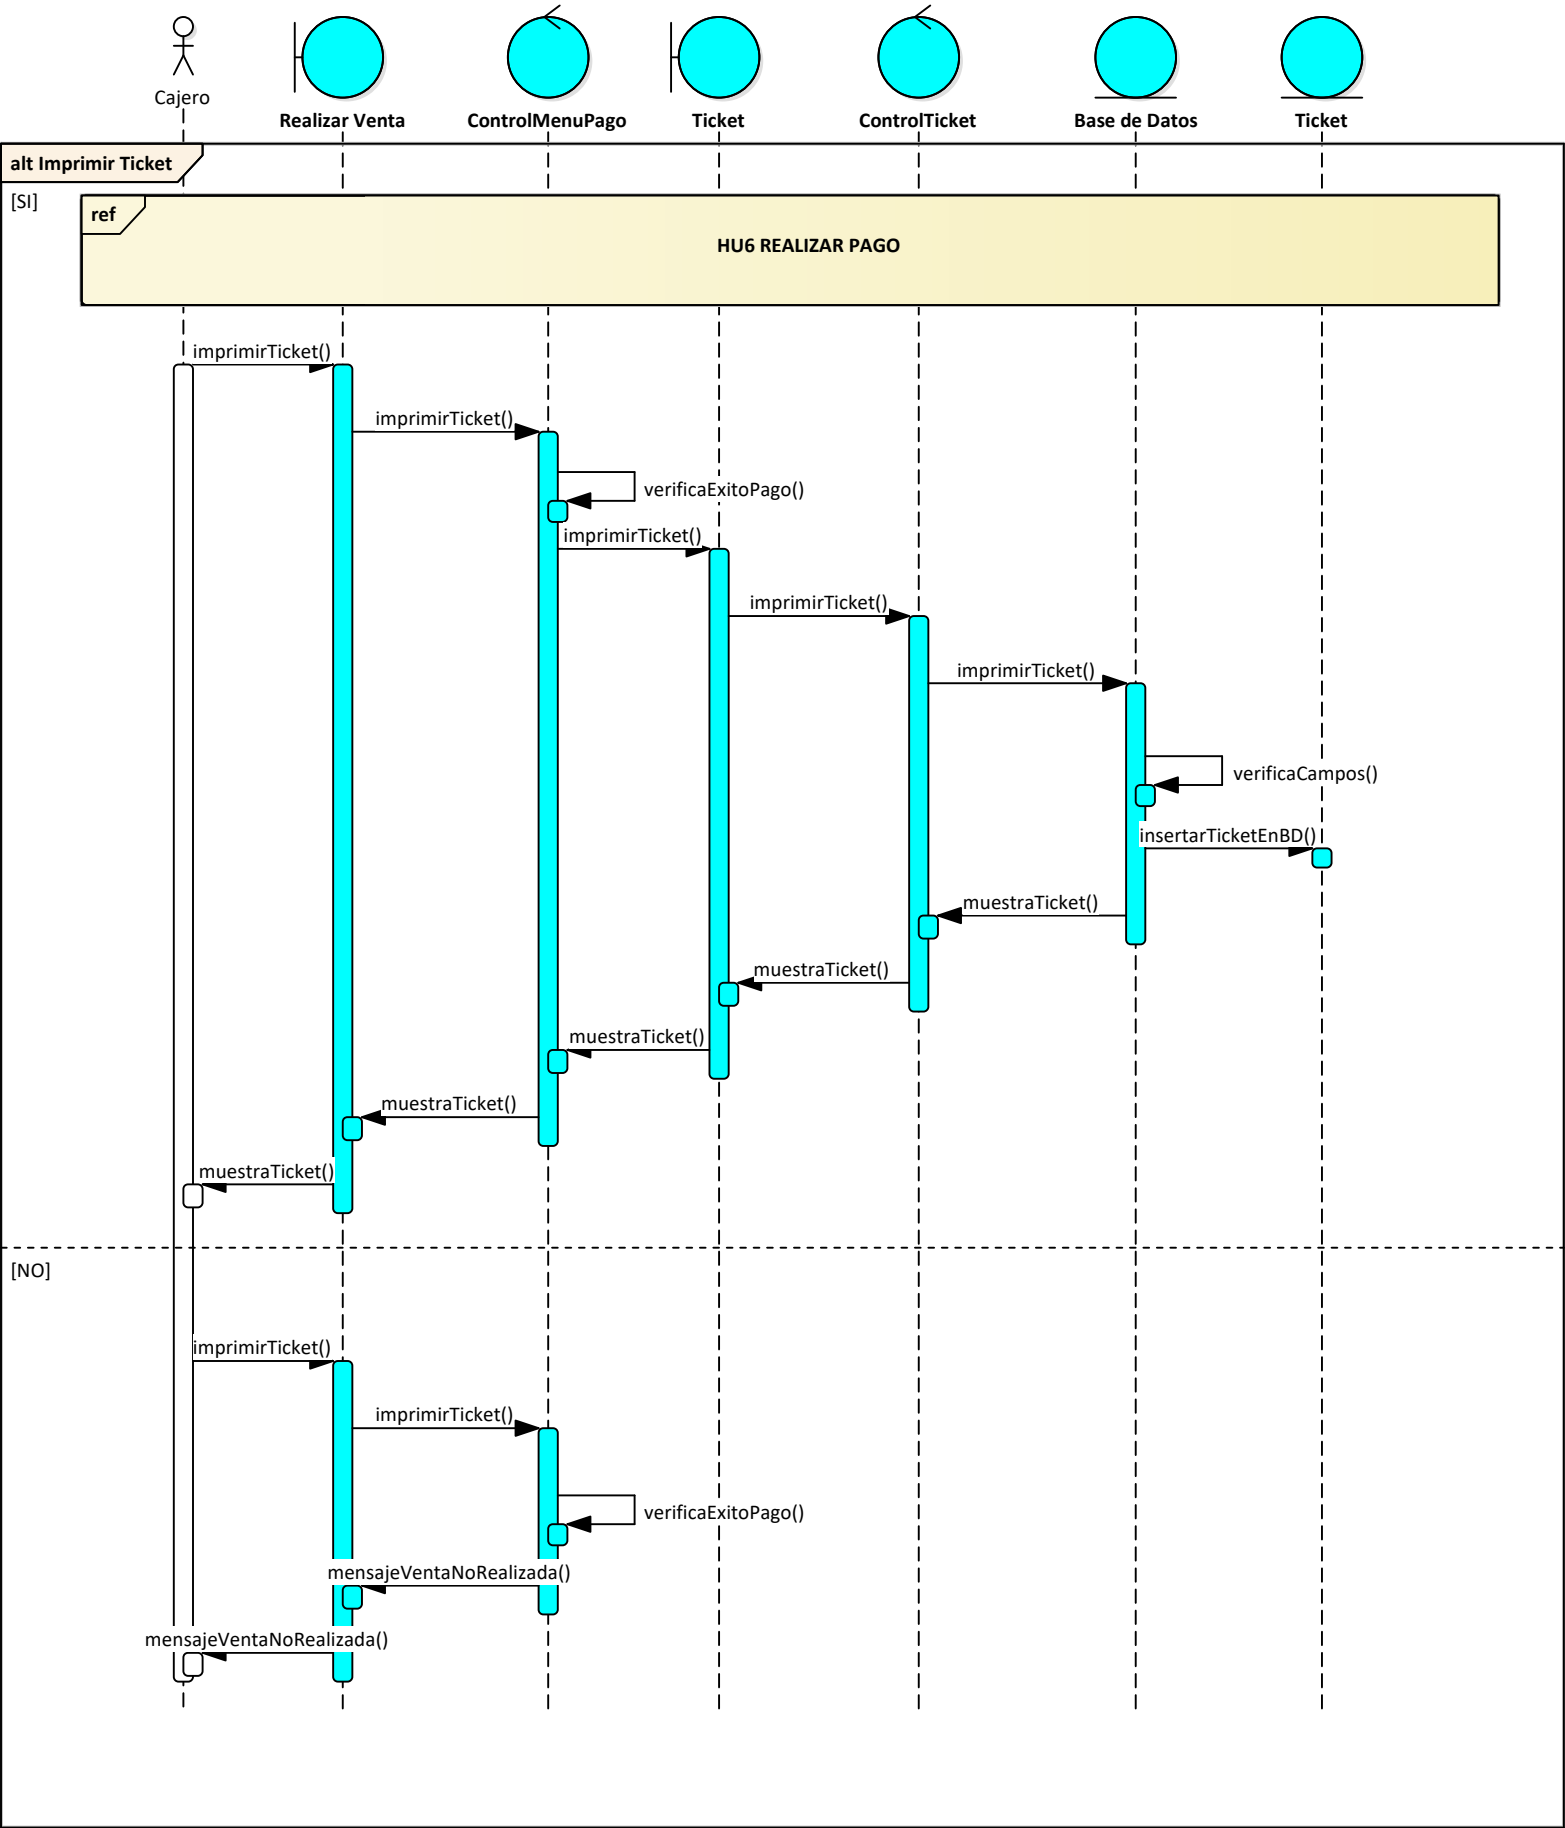 Cajero
Realizar Venta
ControlMenuPago
Ticket
ControlTicket
Base de Datos
Ticket
alt Imprimir Ticket
[SI]
ref
HU6 REALIZAR PAGO
imprimirTicket()
imprimirTicket()
verificaExitoPago()
imprimirTicket()
imprimirTicket()
imprimirTicket()
verificaCampos()
insertarTicketEnBD()
muestraTicket()
muestraTicket()
muestraTicket()
muestraTicket()
muestraTicket()
[NO]
imprimirTicket()
imprimirTicket()
verificaExitoPago()
mensajeVentaNoRealizada()
mensajeVentaNoRealizada()